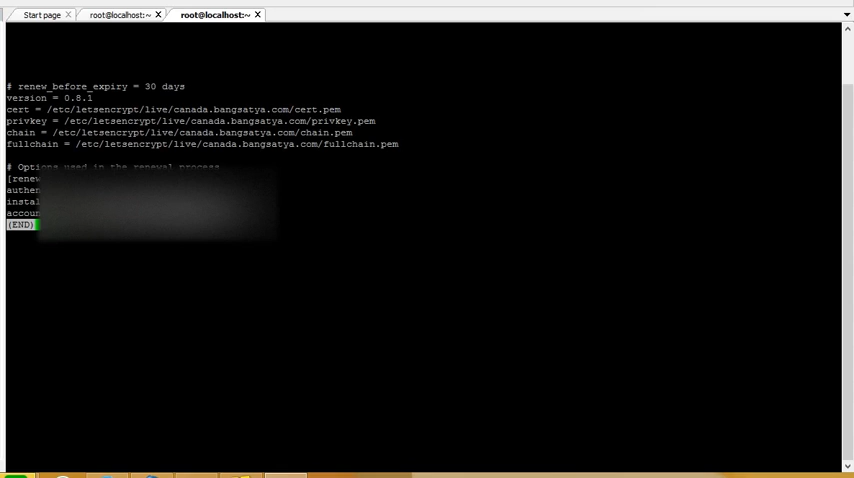 Start page
root@localhost:~
root@localhost:~
# renew_before_expiry = 30 days
version = 0.8.1
cert = /etc/letsencrypt/live/canada.bangsatya.com/cert.pem
privkey = /etc/letsencrypt/live/canada.bangsatya.com/privkey.pem
chain = /etc/letsencrypt/live/canada.bangsatya.com/chain.pem
fullchain = /etc/letsencrypt/live/canada.bangsatya.com/fullchain.pem
# Options used in the renewal process
[renew
authen
instal
accoun
(END)